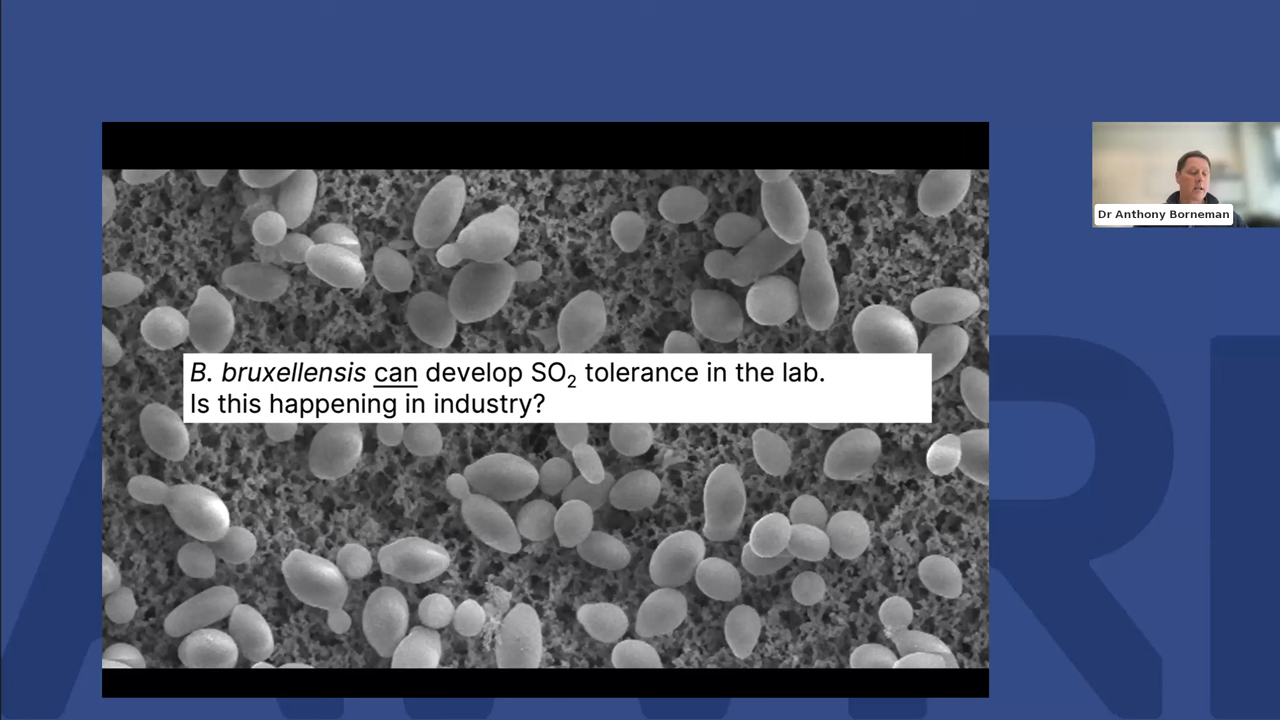 B. bruxellensis can develop SO₂ tolerance in the lab.
Is this happening in industry?
Dr Anthony Borneman